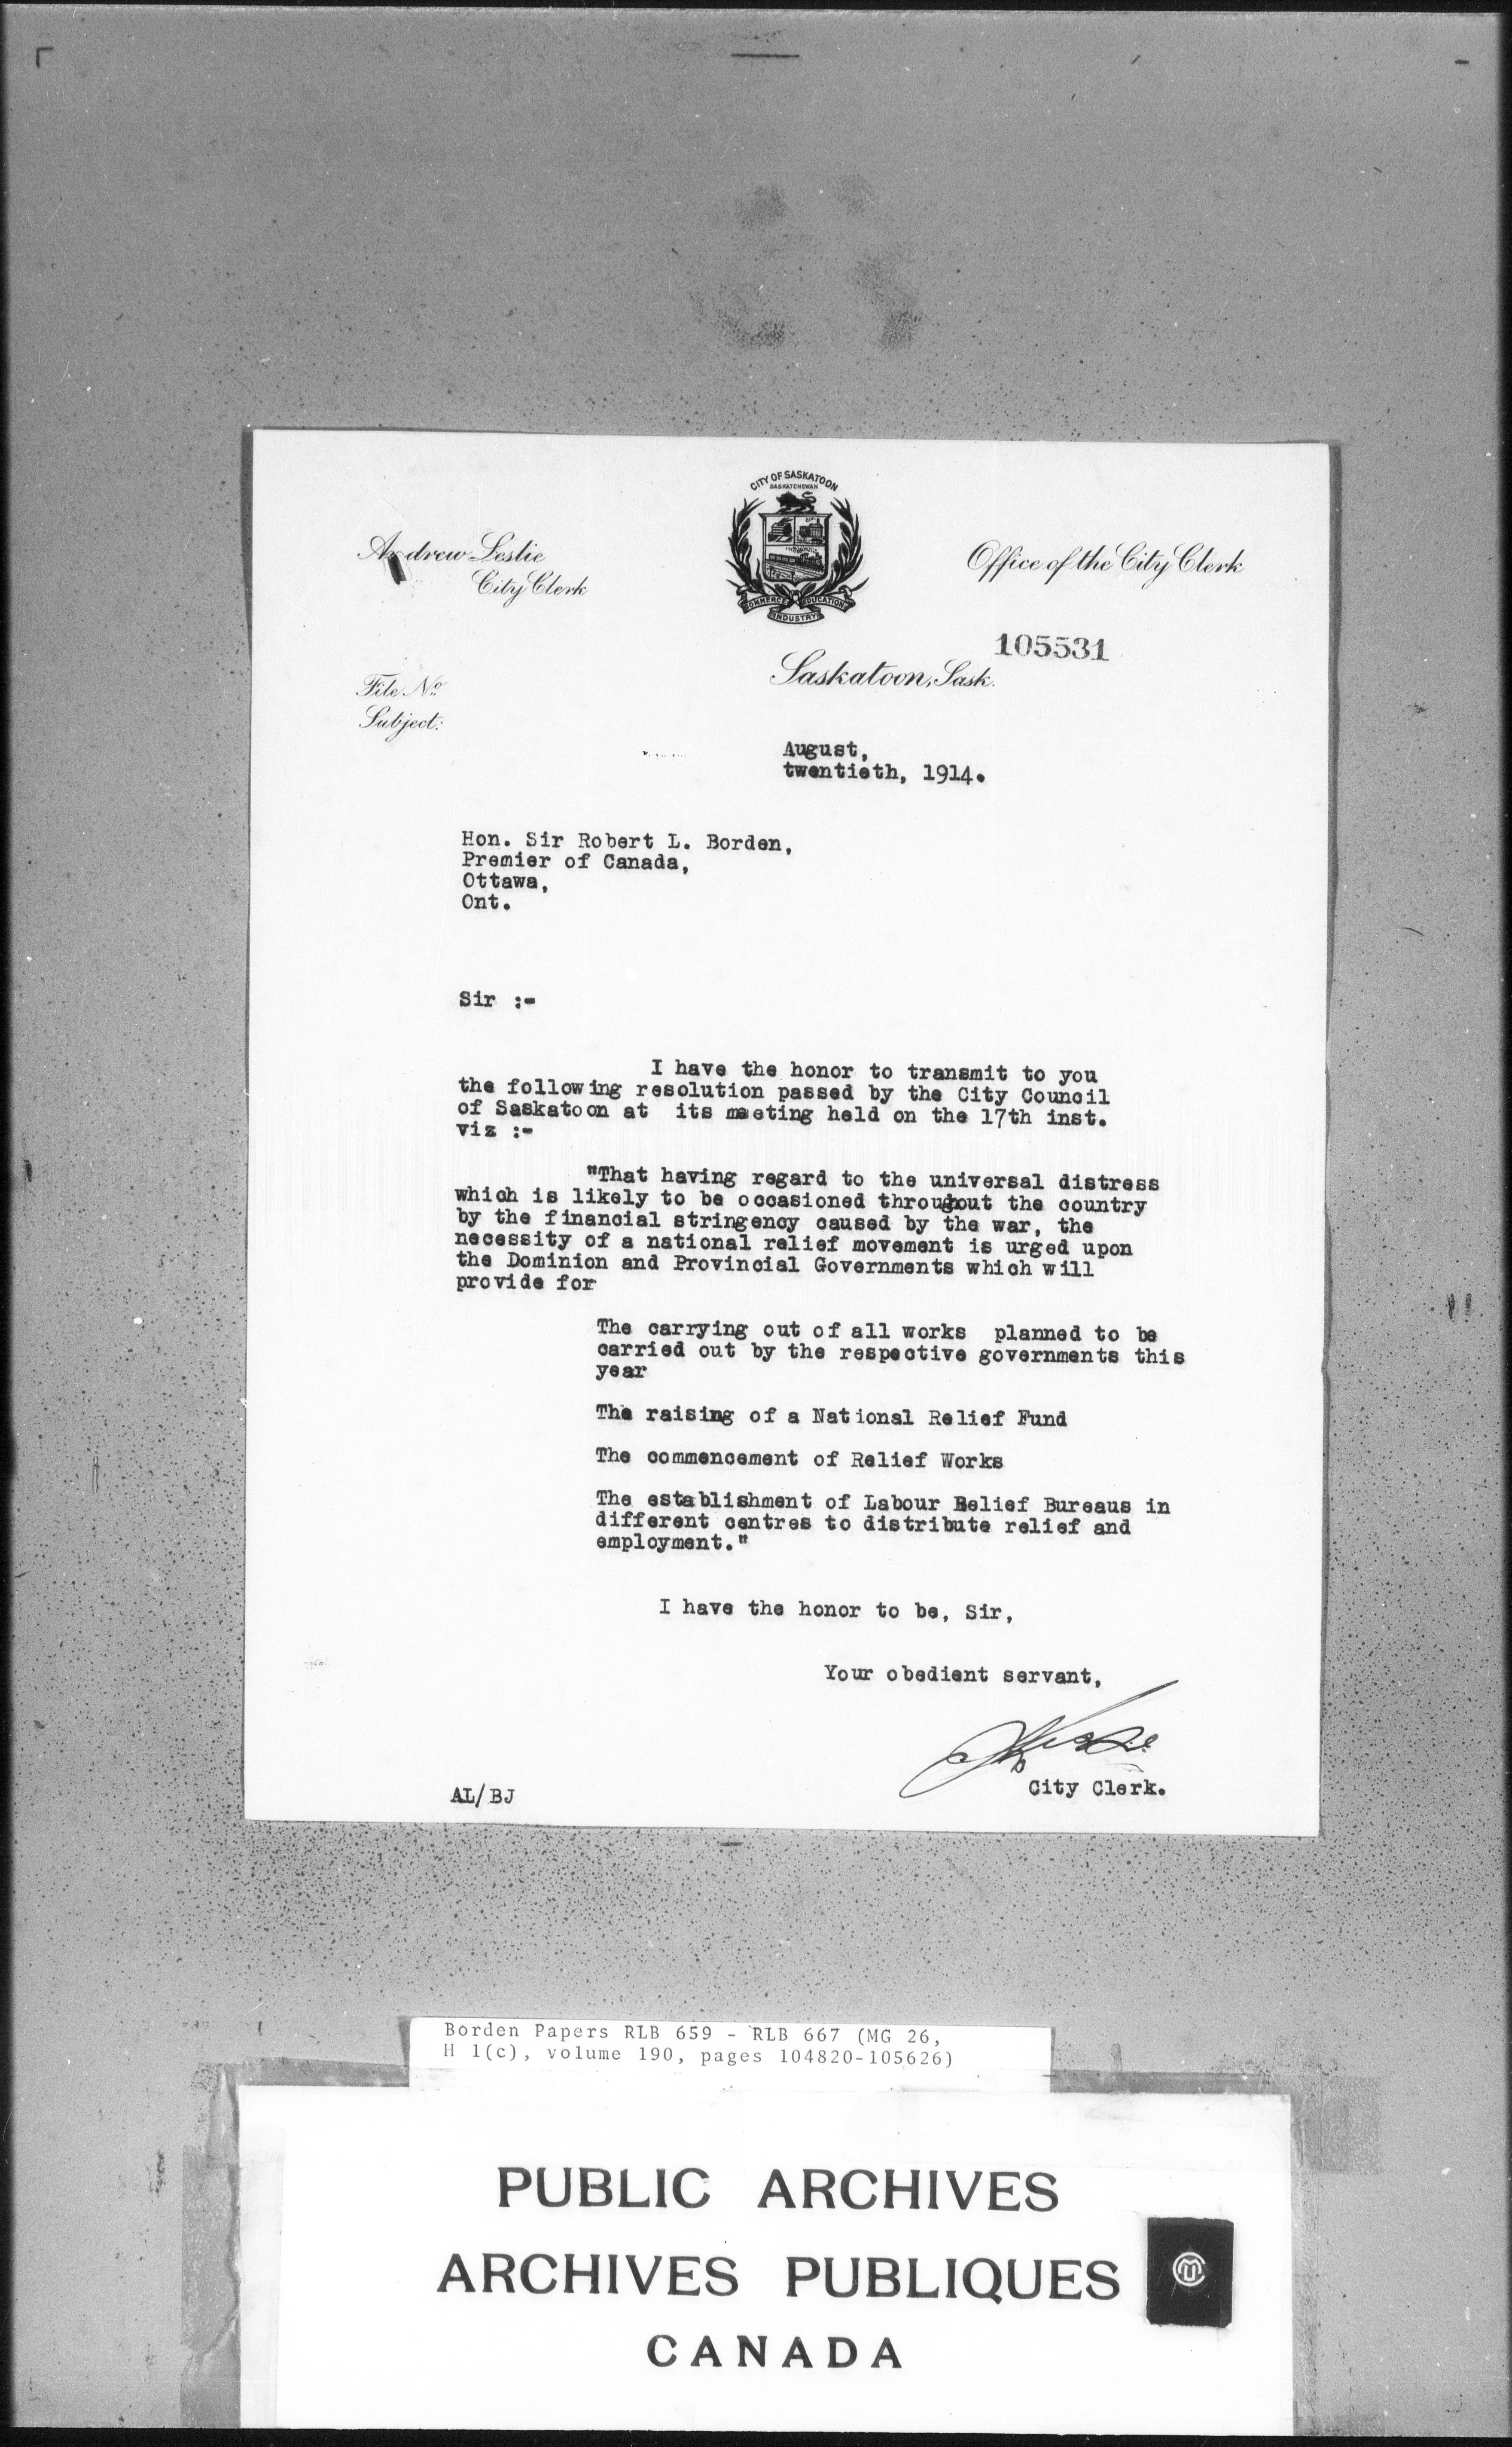 CITY OF SASKATOON
SASKATCHEWAN
COMMERCE EDUCATION
INDUSTRY
Andrew Leslie
City Clerk
Office of the City Clerk
105531
Saskatoon, Sask.
File No
Subject:
August,
twentieth, 1914.
Hon. Sir Robert L. Borden,
Premier of Canada,
Ottawa,
Ont.
Sir :-
I have the honor to transmit to you
the following resolution passed by the City Council
of Saskatoon at its meeting held on the 17th inst.
viz :-
"That having regard to the universal distress
which is likely to be occasioned throughout the country
by the financial stringency caused by the war, the
necessity of a national relief movement is urged upon
the Dominion and Provincial Governments which will
provide for
The carrying out of all works planned to be
carried out by the respective governments this
year
The raising of a National Relief Fund
The commencement of Relief Works
The establishment of Labour Relief Bureaus in
different centres to distribute relief and
employment."
I have the honor to be, Sir,
Your obedient servant,
City Clerk.
AL/BJ
Borden Papers RLB 659 - RLB 667 (MG 26,
H 1(c), volume 190, pages 104820-105626)
PUBLIC ARCHIVES
ARCHIVES PUBLIQUES
CANADA